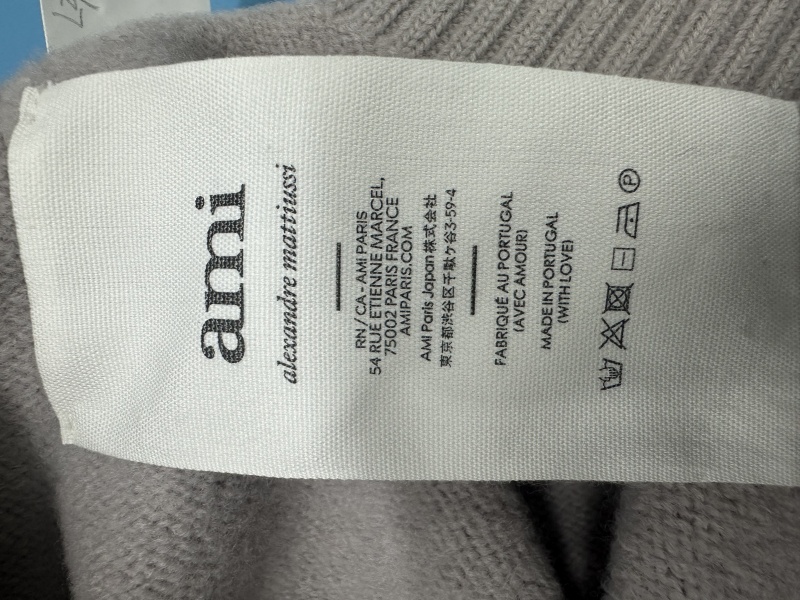 ami
alexandre mattiussi
RN / CA - AMI PARIS
54 RUE ETIENNE MARCEL,
75002 PARIS FRANCE
AMIPARIS.COM
AMI Paris Japan 株式会社
東京都渋谷区千駄ヶ谷3-59-4
FABRIQUÉ AU PORTUGAL
(AVEC AMOUR)
MADE IN PORTUGAL
(WITH LOVE)
P